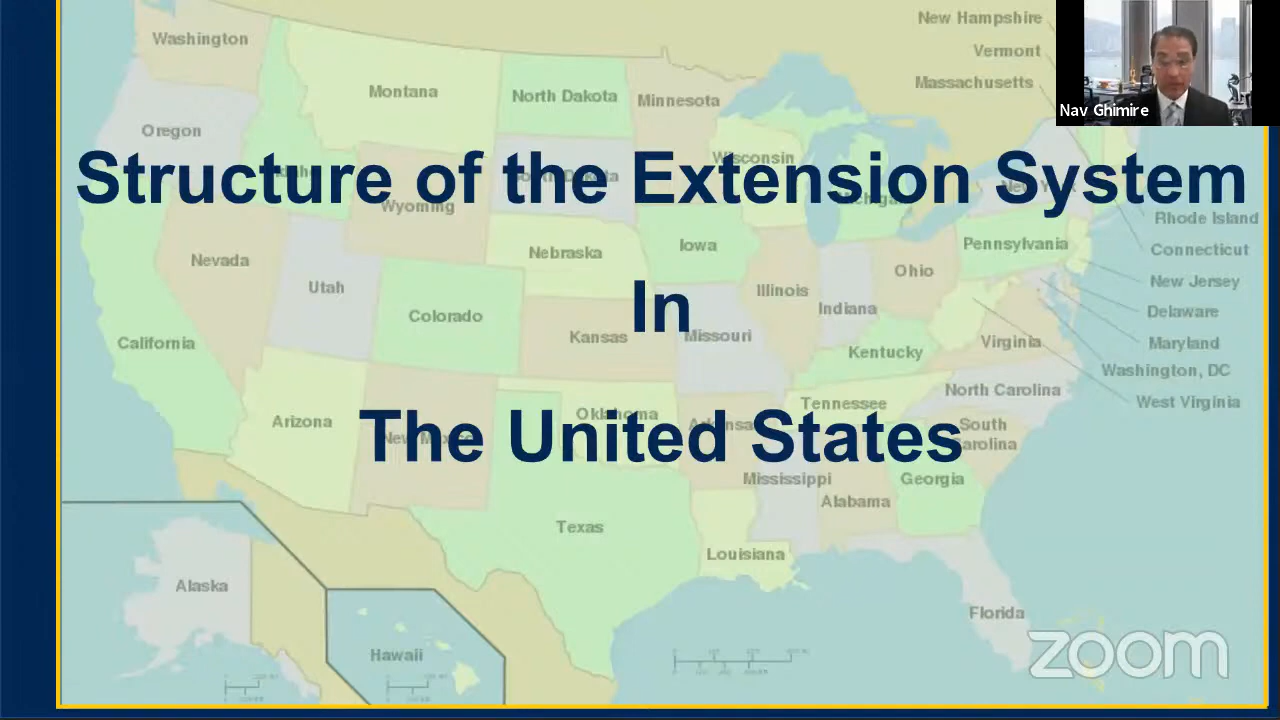 New Hampshire
Washington
Vermont
Massachusetts
Montana
North Dakota
Minnesota
Nav Ghimire
Oregon
Wisconsin
Structure of the Extension System
Wyoming
Rhode Island
Nebraska
Iowa
Pennsylvania
Connecticut
Nevada
Ohio
Utah
Illinois
Indiana
New Jersey
In
Delaware
Colorado
Kansas
Missouri
California
Kentucky
Virginia
Maryland
Washington, DC
North Carolina
West Virginia
Tennessee
Arizona
Oklahoma
South
Carolina
The United States
Mississippi
Georgia
Alabama
Texas
Louisiana
Alaska
Florida
Hawaii
zoom